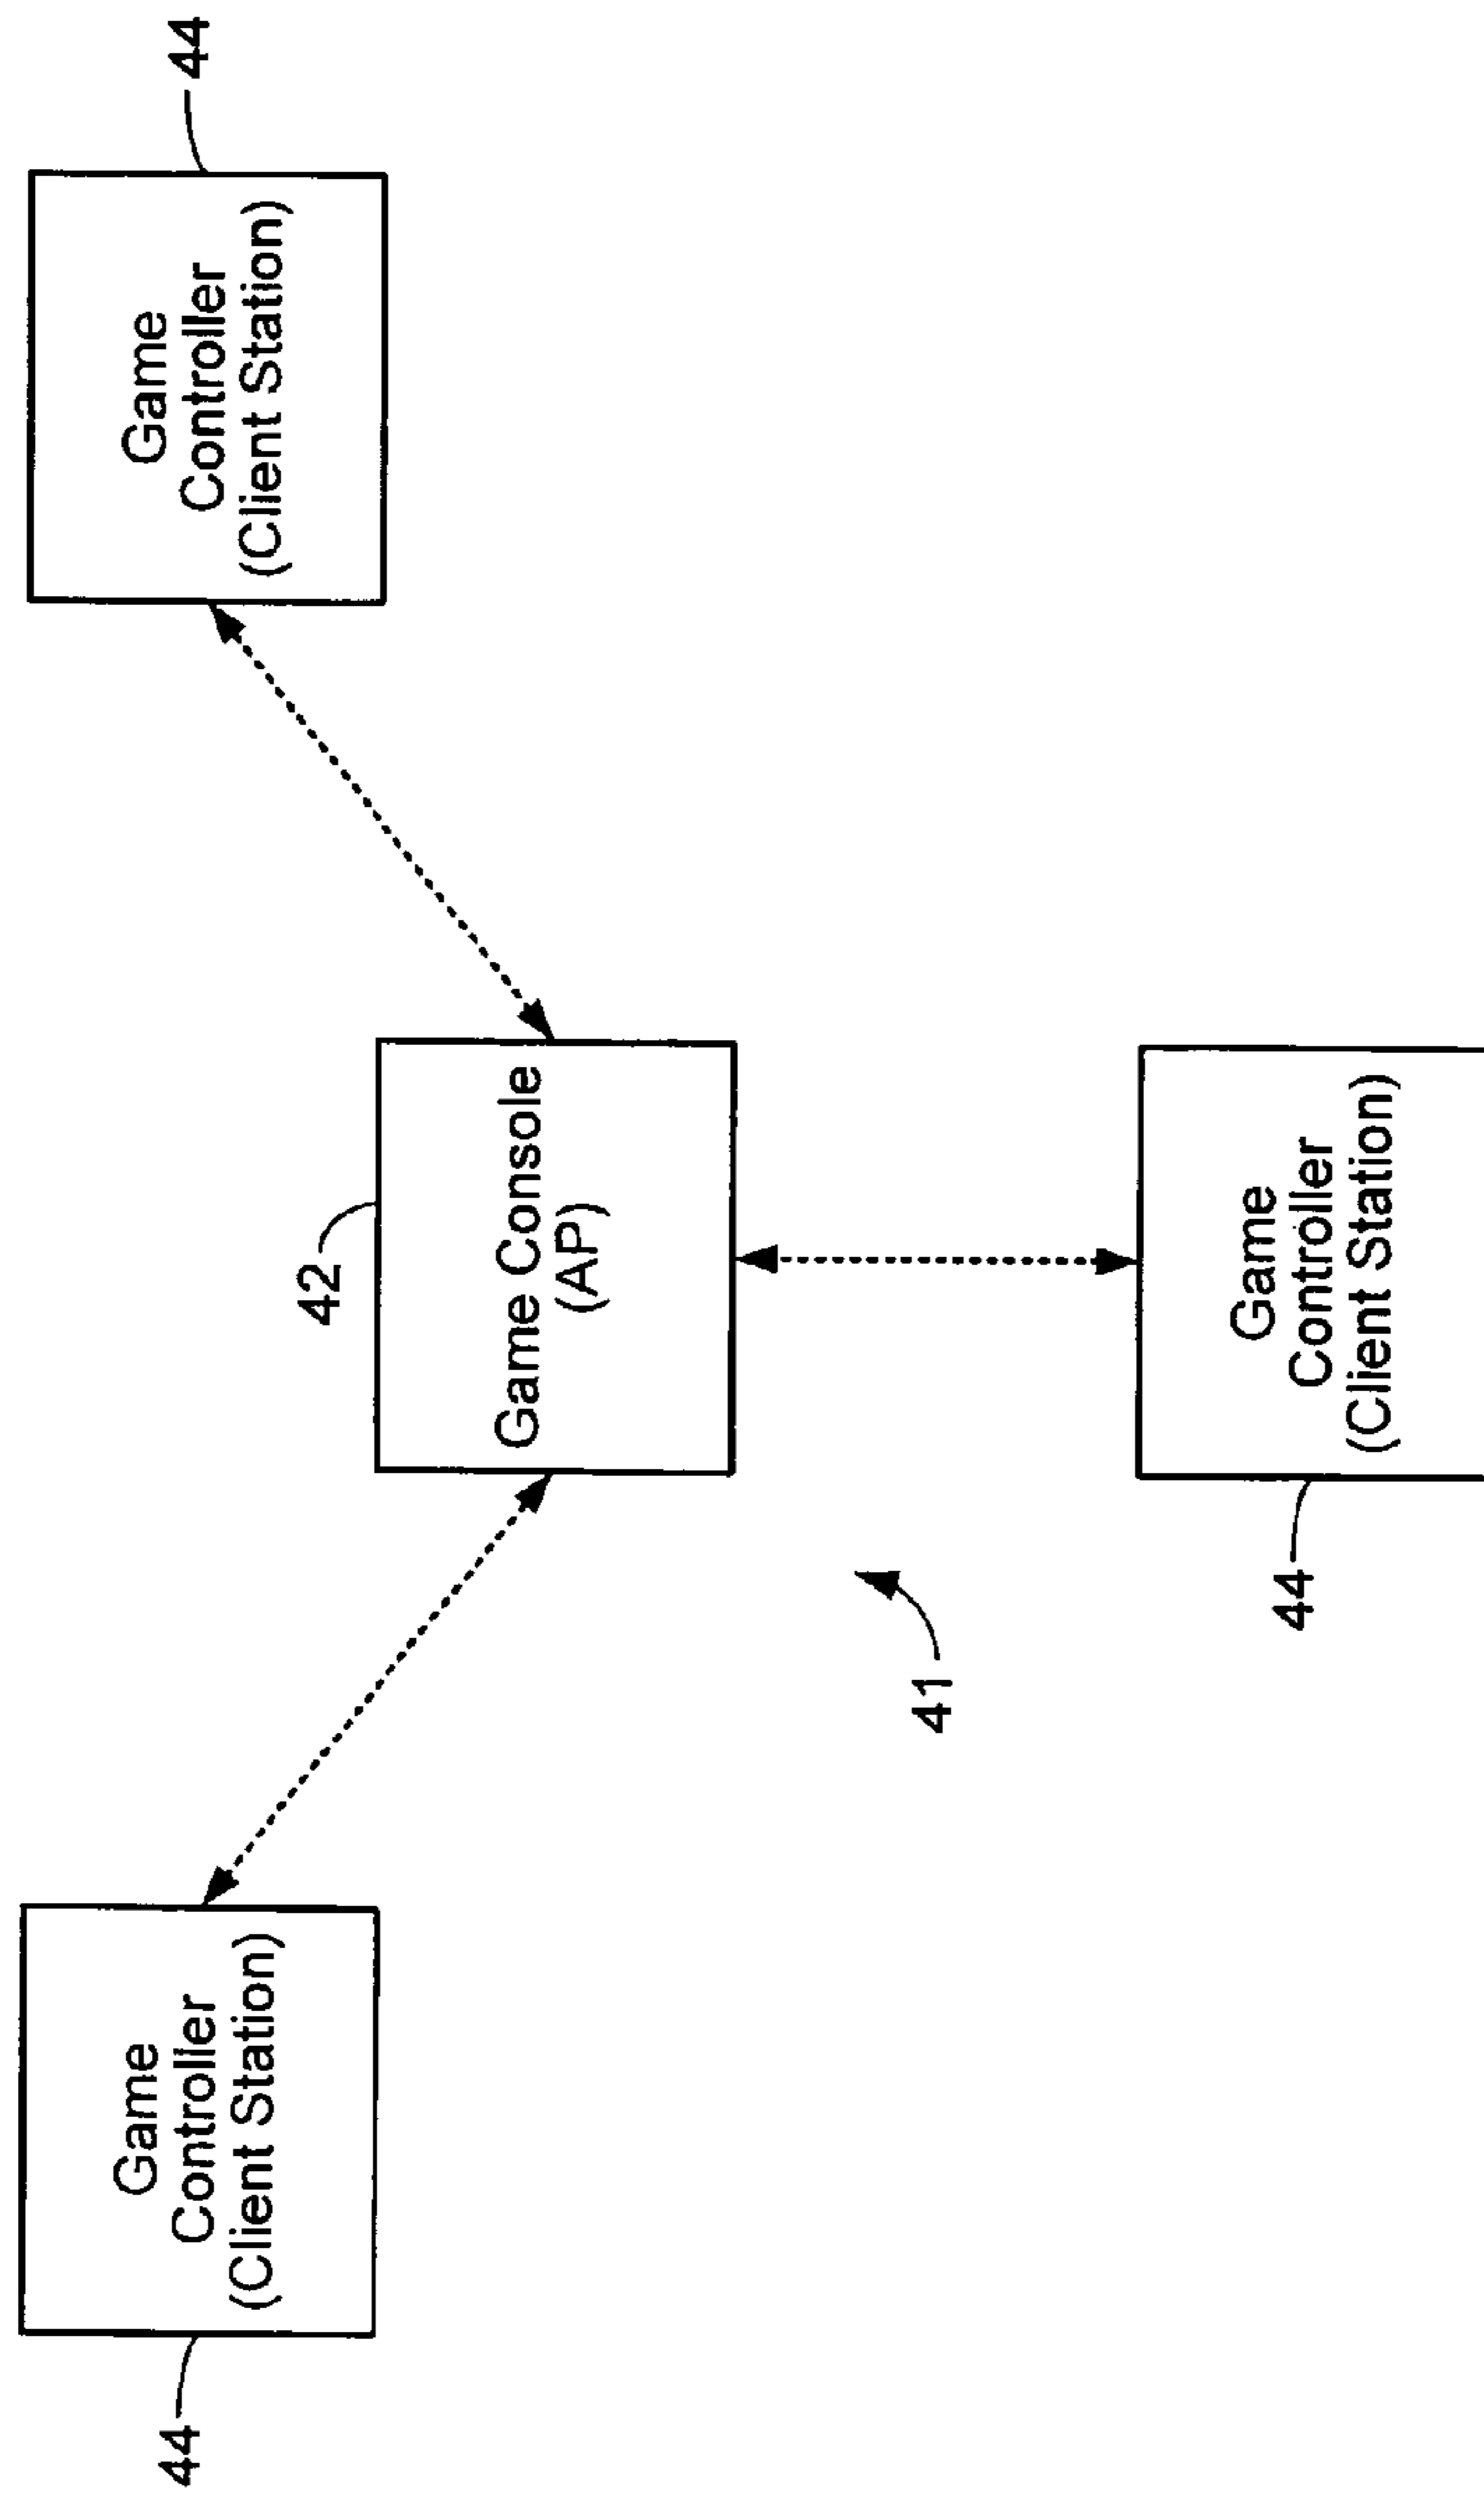 44
Game
Controller
(Client Station)
42
Game Console
(AP)
44
Game
Controller
(Client Station)
41
44
Game
Controller
(Client Station)